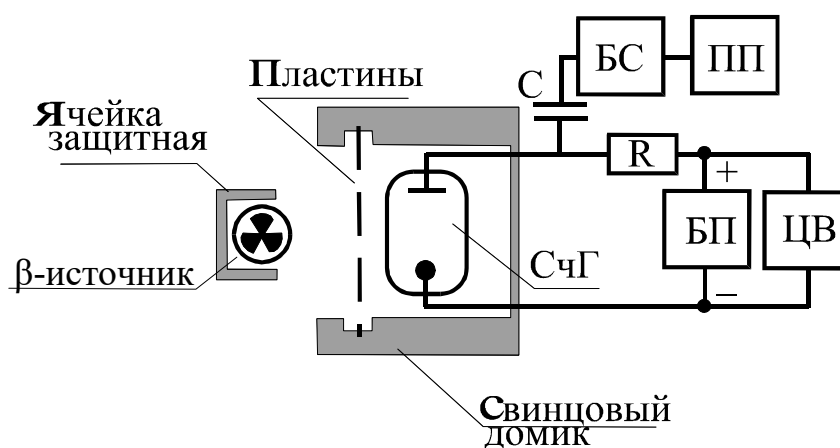 БС
ПП
Пластины
С
Ячейка
защитная
R
+
БП
ЦВ
СчГ
β-источник
−
Свинцовый
домик